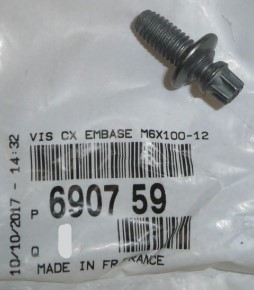 VIS CX EMBASE M6X100-12
P 6907 59
Q
MADE IN FRANCE
10/10/2017 - 14:32